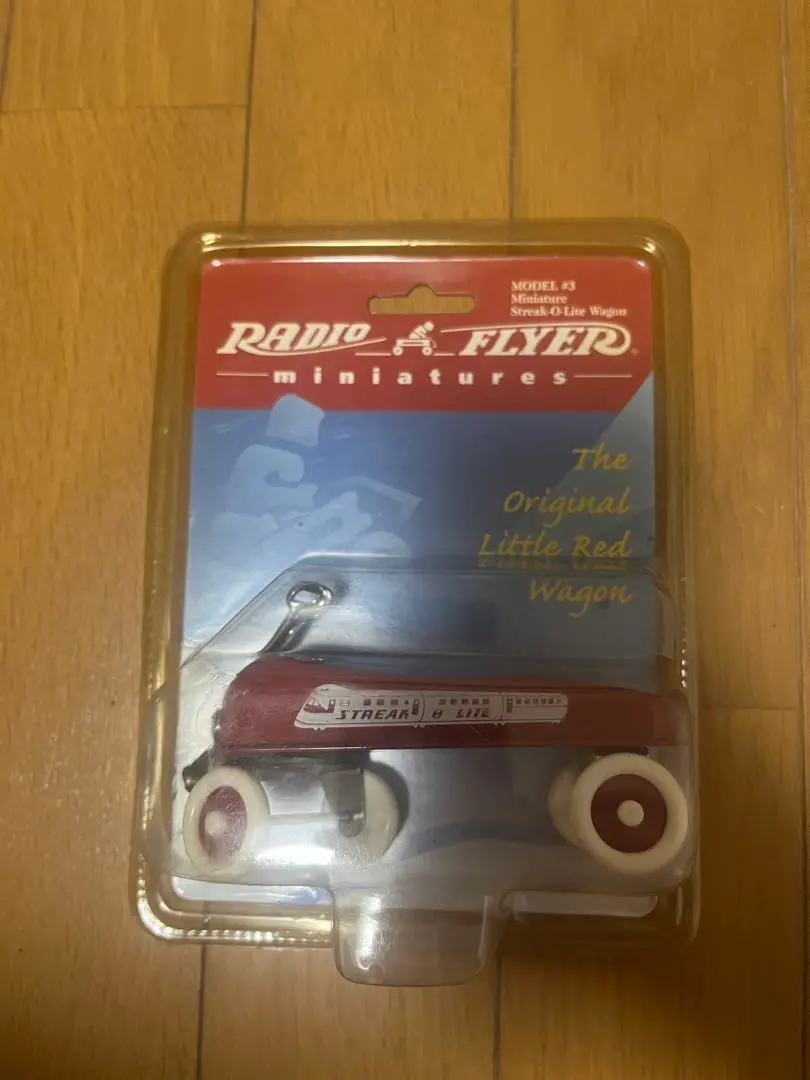 MODEL #3
Miniature
Streak-O-Lite Wagon
RADIO FLYER®
miniatures
The
Original
Little Red
Wagon
STREAK O LITE